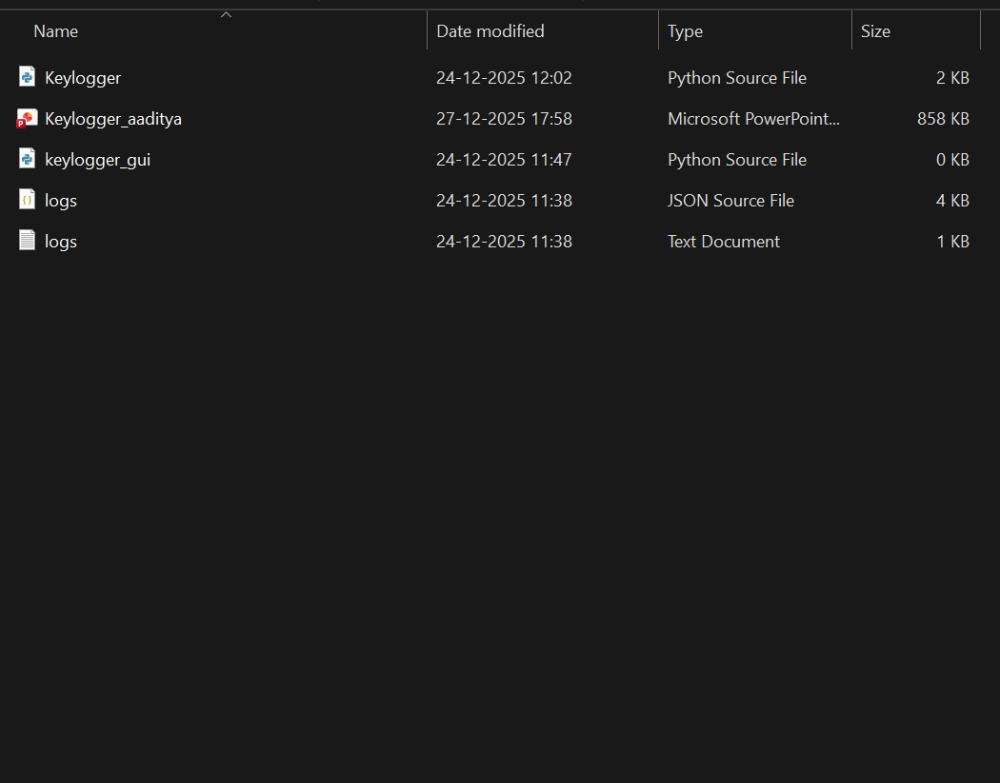 Name Date modified Type Size
Keylogger 24-12-2025 12:02 Python Source File 2 KB
Keylogger_aaditya 27-12-2025 17:58 Microsoft PowerPoint... 858 KB
keylogger_gui 24-12-2025 11:47 Python Source File 0 KB
logs 24-12-2025 11:38 JSON Source File 4 KB
logs 24-12-2025 11:38 Text Document 1 KB